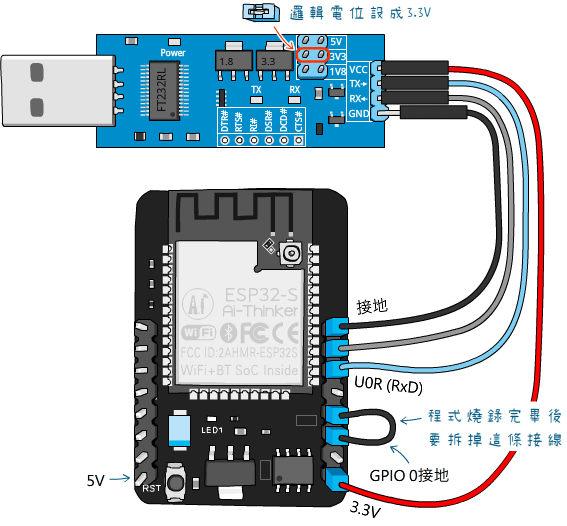 邏輯電位設成3.3V
5V
3V3
1V8
Power
1.8
3.3
FT232RL
TX
RX
VCC
TX+
RX+
GND
DTR#
RTS#
RI#
DSR#
DCD#
CTS#
Ai
ESP32-S
Ai-Thinker
WiFi
FCC ID:2AHMR-ESP32S
WiFi+BT SoC Inside
接地
U0R (RxD)
LED1
程式燒錄完畢後
要拆掉這條接線
GPIO 0接地
5V
RST
3.3V